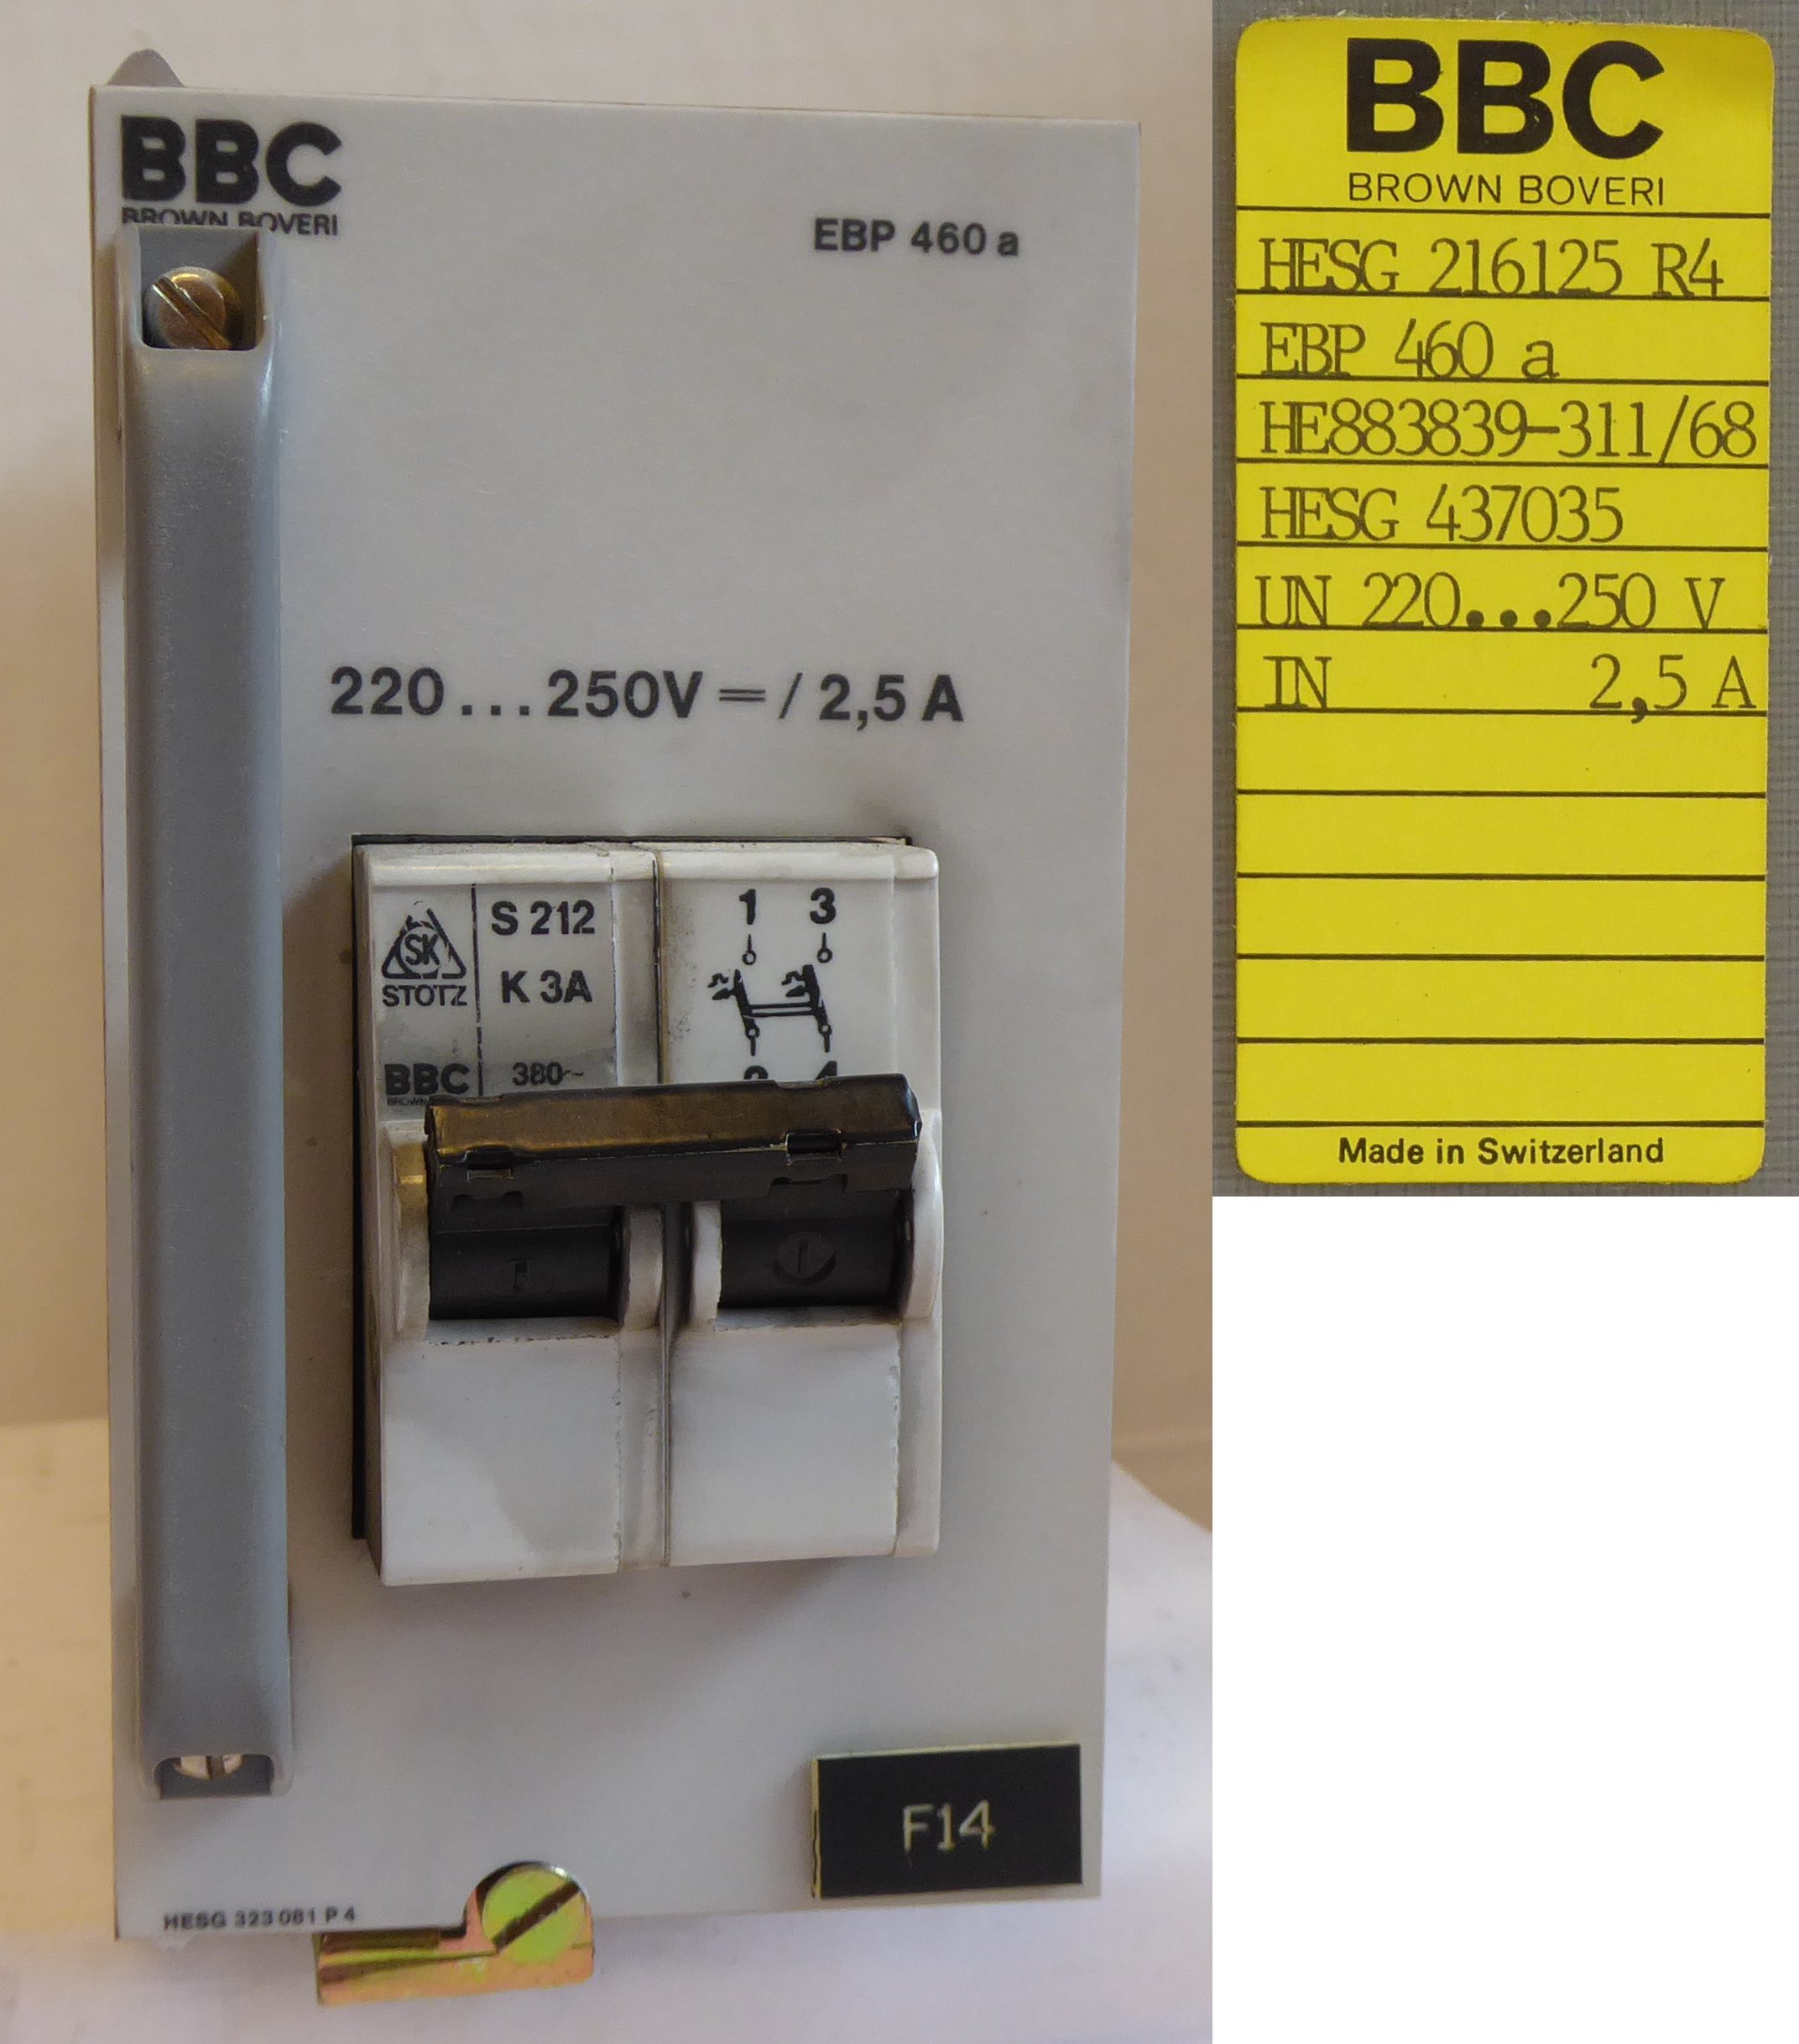 BBC
BROWN BOVERI
EBP 460 a
220...250V = / 2,5 A
SK
STOTZ
BBC
S 212
K 3A
380~
1 3
2 4
F14
HESG 323 081 P 4
BBC
BROWN BOVERI
HESG 216125 R4
EBP 460 a
HE883839-311/68
HESG 437035
UN 220...250 V
IN 2,5 A
Made in Switzerland